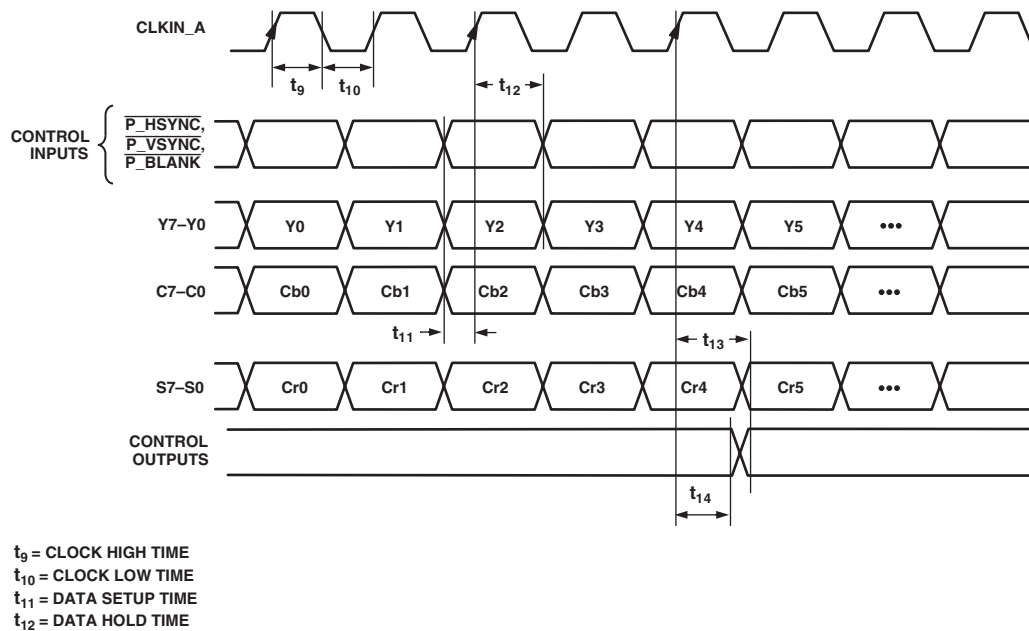 CLKIN_A
t9
t10
t12
CONTROL INPUTS
P_HSYNC,
P_VSYNC,
P_BLANK
Y7–Y0
Y0 Y1 Y2 Y3 Y4 Y5 •••
C7–C0
Cb0 Cb1 Cb2 Cb3 Cb4 Cb5 •••
t11
t13
S7–S0
Cr0 Cr1 Cr2 Cr3 Cr4 Cr5 •••
CONTROL
OUTPUTS
t14
t9 = CLOCK HIGH TIME
t10 = CLOCK LOW TIME
t11 = DATA SETUP TIME
t12 = DATA HOLD TIME